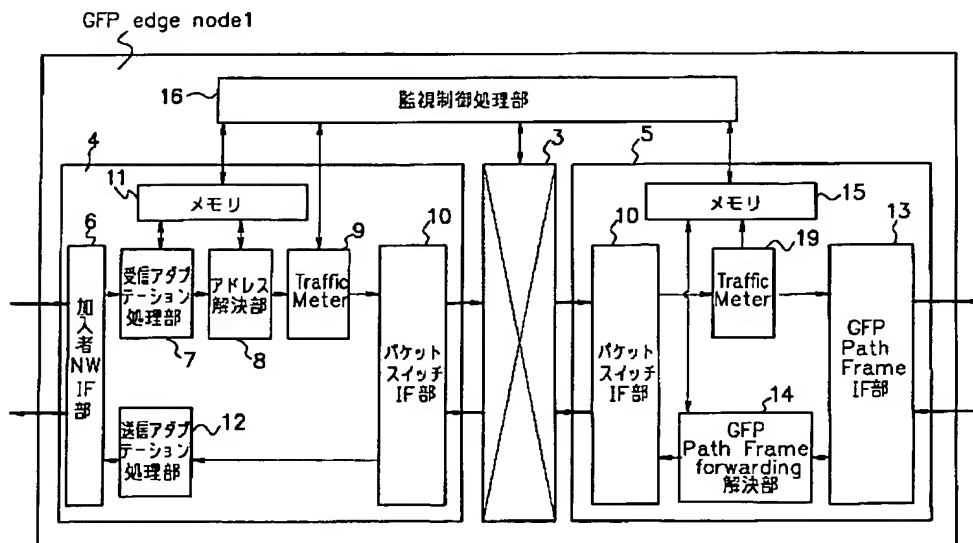 GFP edge node1
16
監視制御処理部
4
3
5
11
メモリ
メモリ
15
6
加入者NWIF部
受信アダプ
テーション
処理部
7
アドレス
解決部
8
9
Traffic
Meter
10
パケット
スイッチ
IF部
10
パケット
スイッチ
IF部
19
Traffic
Meter
13
GFP
Path
Frame
IF部
送信アダプ
テーション
処理部
12
14
GFP
Path Frame
forwarding
解決部